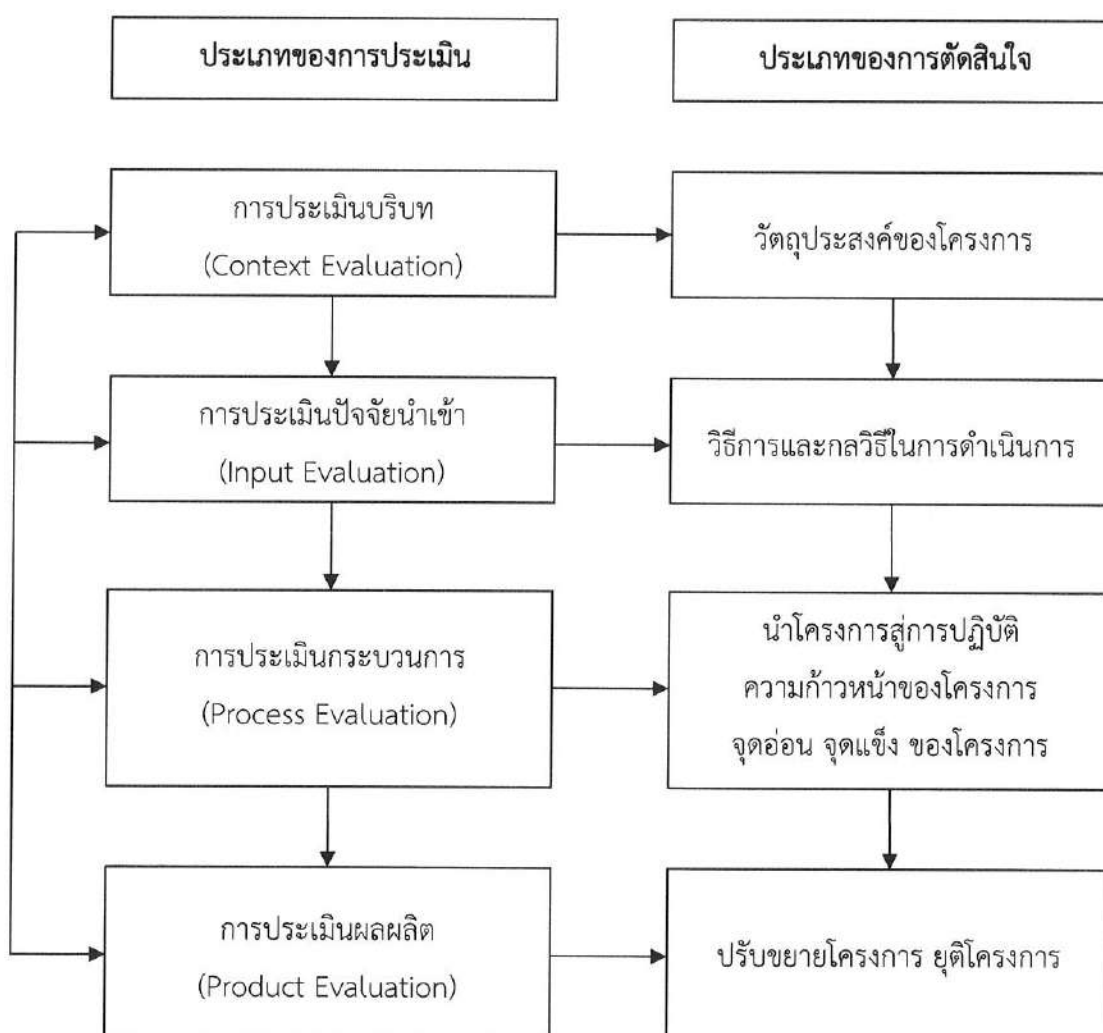 ประเภทของการประเมิน
ประเภทของการตัดสินใจ
การประเมินบริบท
(Context Evaluation)
วัตถุประสงค์ของโครงการ
การประเมินปัจจัยนำเข้า
(Input Evaluation)
วิธีการและกลวิธีในการดำเนินการ
การประเมินกระบวนการ
(Process Evaluation)
นำโครงการสู่การปฏิบัติ
ความก้าวหน้าของโครงการ
จุดอ่อน จุดแข็ง ของโครงการ
การประเมินผลผลิต
(Product Evaluation)
ปรับขยายโครงการ ยุติโครงการ